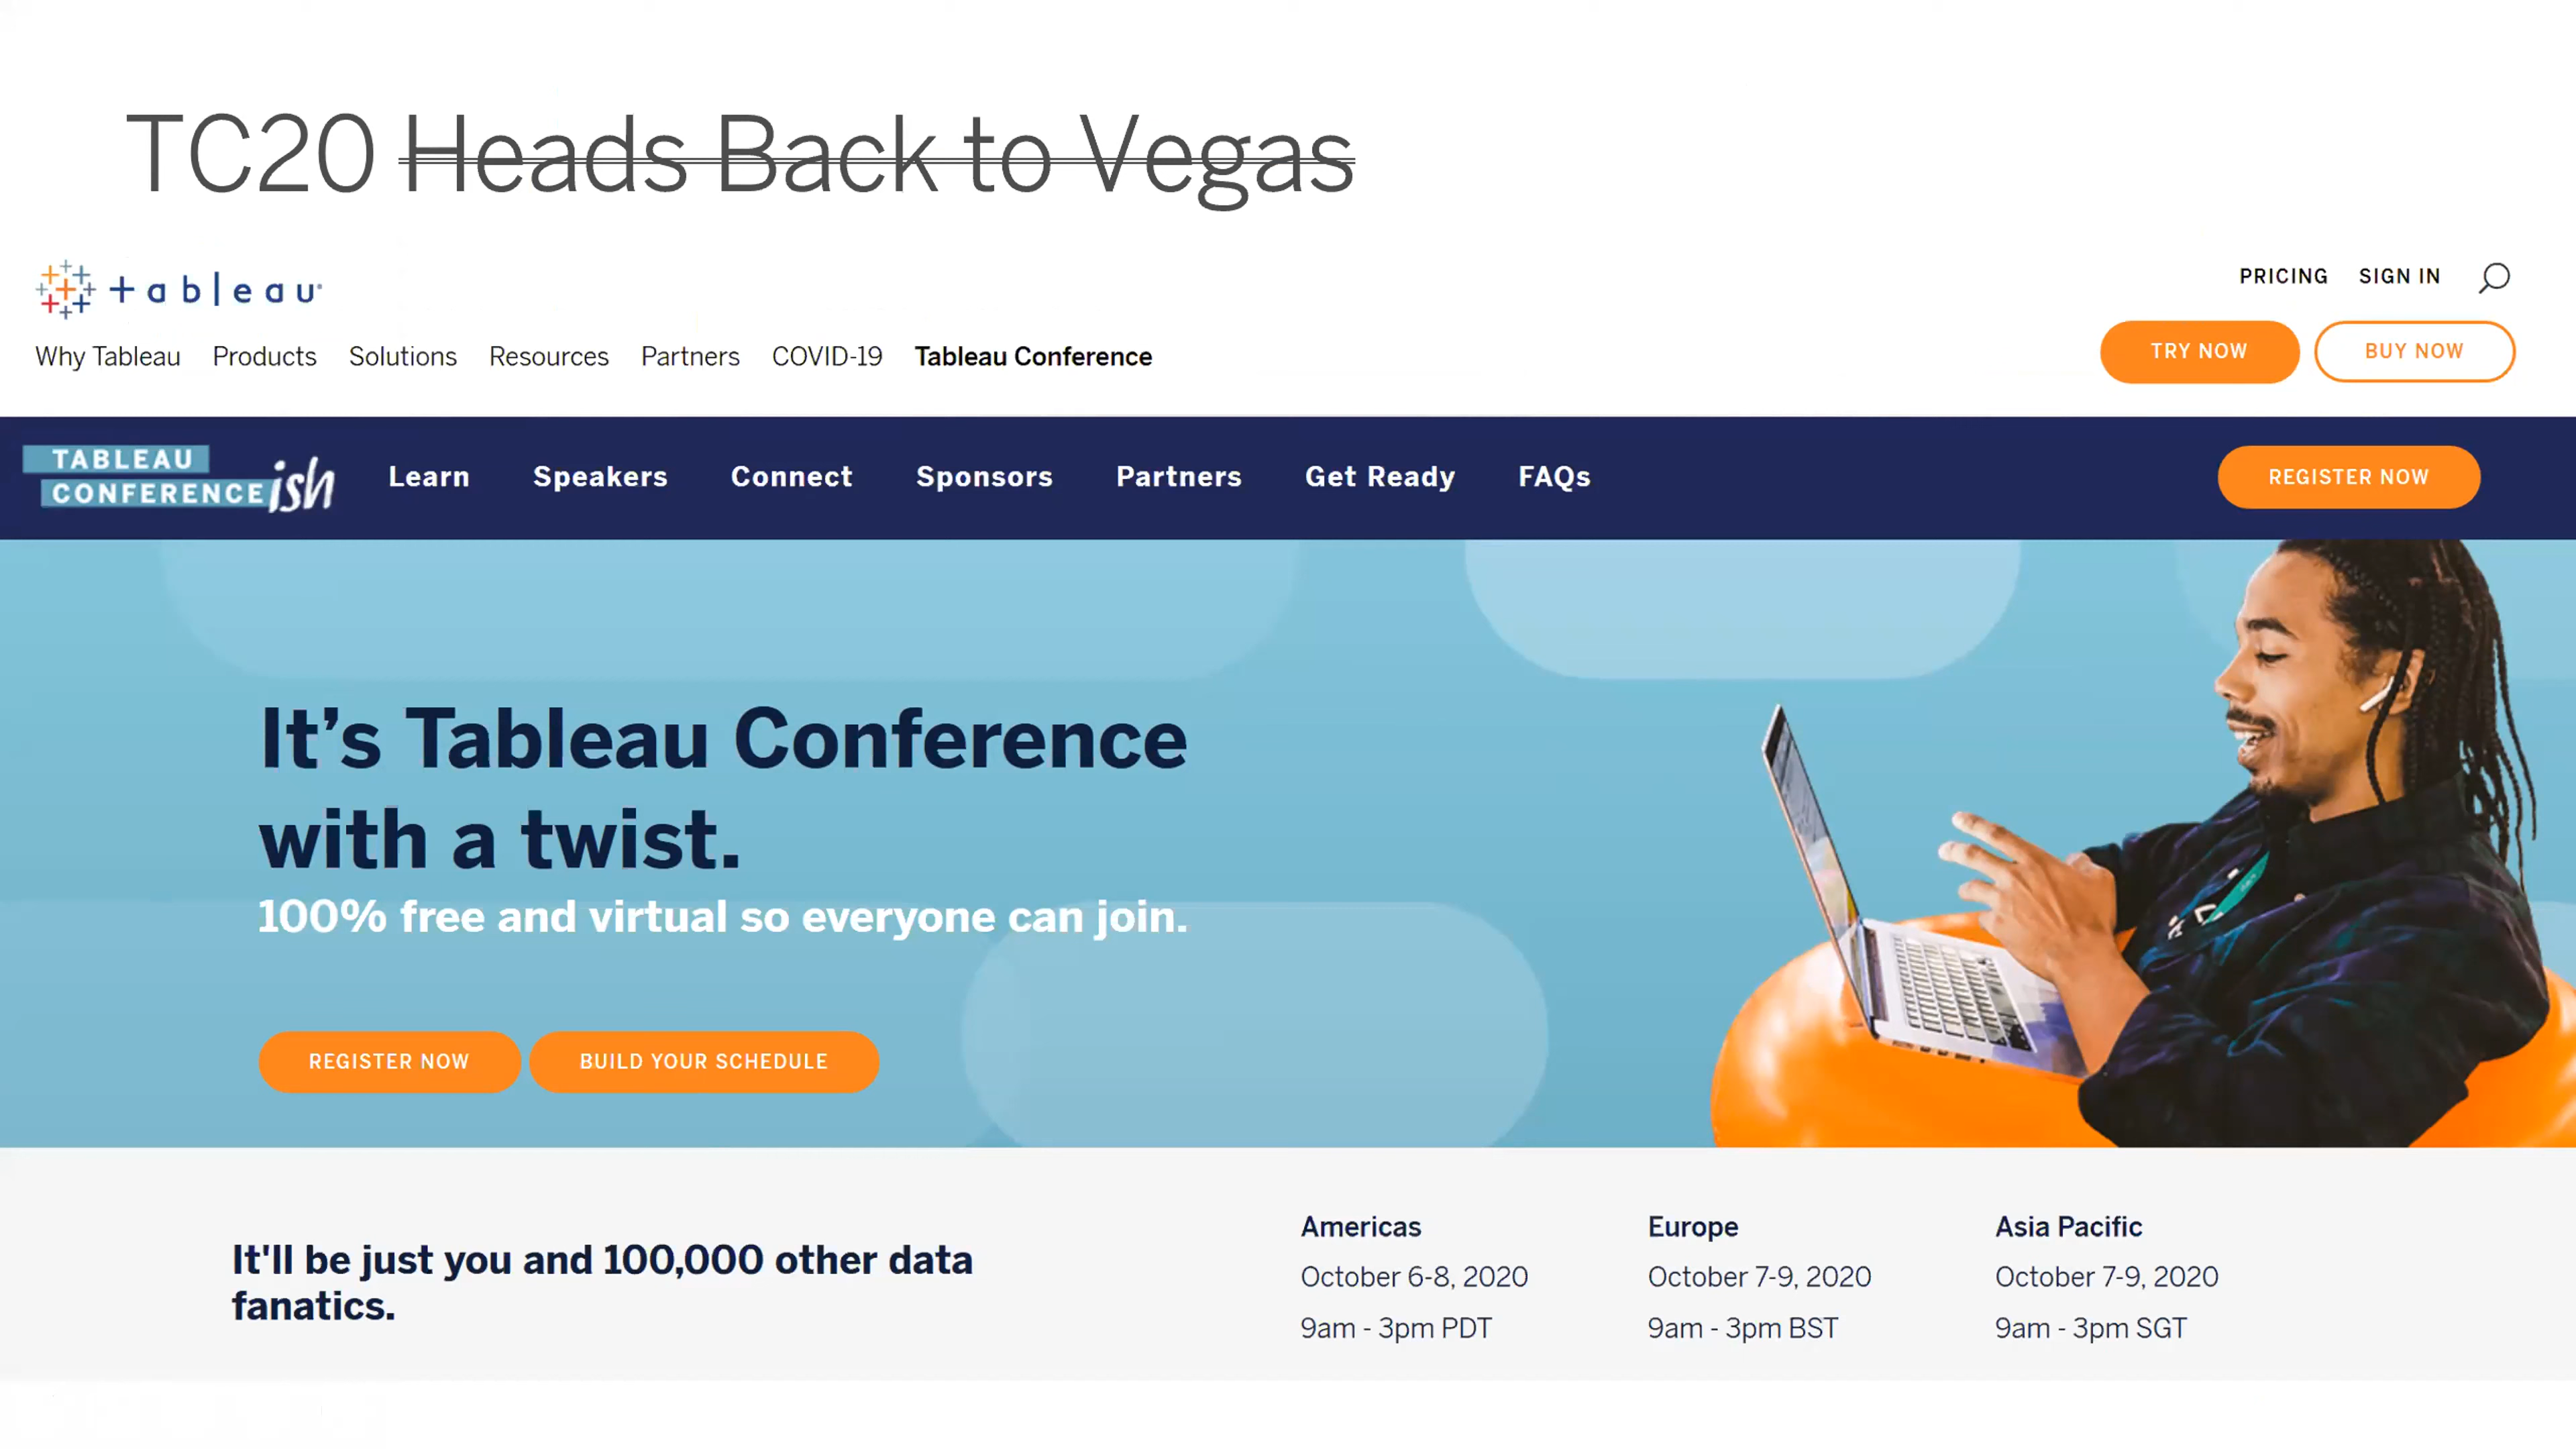 TC20 Heads Back to Vegas
+ableau
PRICING SIGN IN
Why Tableau Products Solutions Resources Partners COVID-19 Tableau Conference
TRY NOW BUY NOW
TABLEAU
CONFERENCEish
Learn Speakers Connect Sponsors Partners Get Ready FAQs
REGISTER NOW
It's Tableau Conference
with a twist.
100% free and virtual so everyone can join.
REGISTER NOW BUILD YOUR SCHEDULE
It'll be just you and 100,000 other data
fanatics.
Americas
October 6-8, 2020
9am - 3pm PDT
Europe
October 7-9, 2020
9am - 3pm BST
Asia Pacific
October 7-9, 2020
9am - 3pm SGT